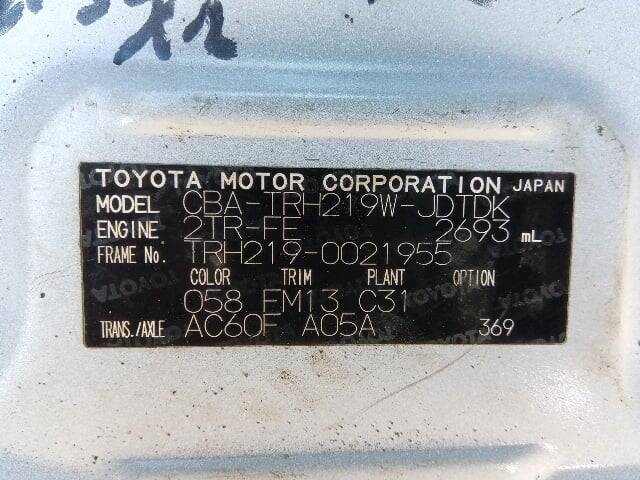 TOYOTA MOTOR CORPORATION JAPAN
MODEL CBA-TRH219W-JDTDK
ENGINE 2TR-FE 2693 mL
FRAME No. TRH219-0021955
COLOR TRIM PLANT OPTION
058 FM13 C31
TRANS./AXLE AC60F A05A 369